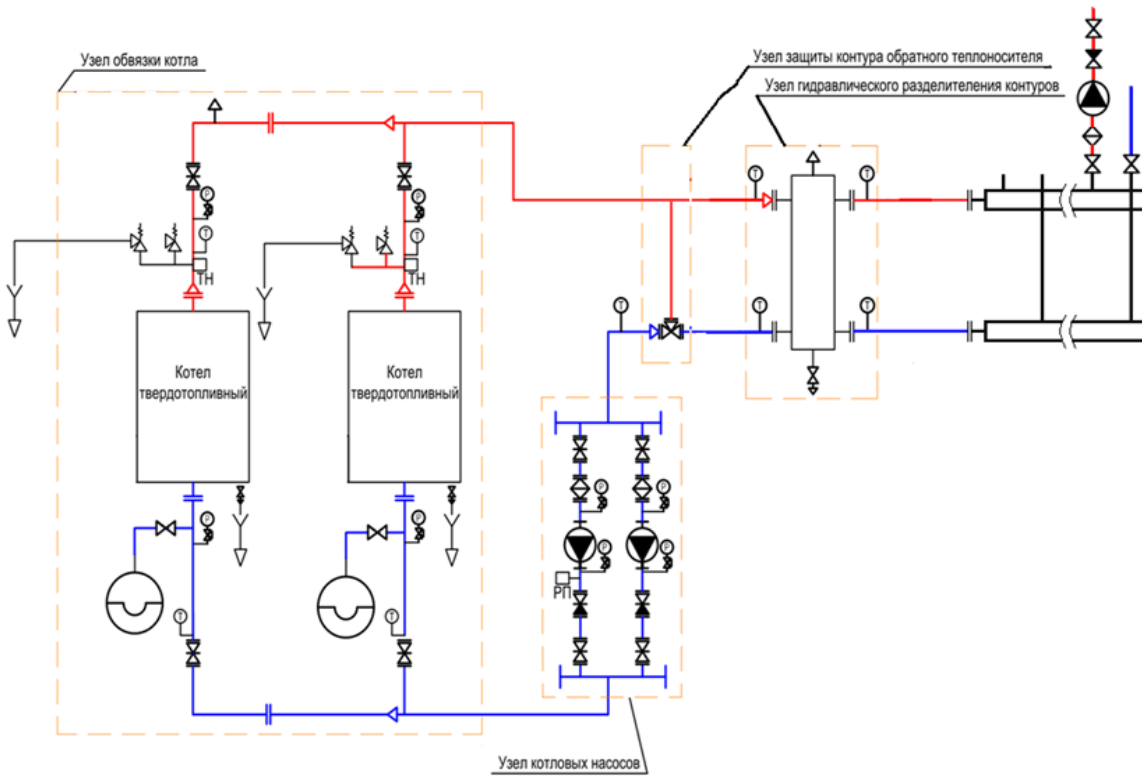 Узел обвязки котла
Узел защиты контура обратного теплоносителя
Узел гидравлического разделителения контуров
P
P
T
T
ТН
ТН
T
T
T
T
T
T
Котел
твердотопливный
Котел
твердотопливный
P
P
P
P
P
P
РП
T
T
Узел котловых насосов